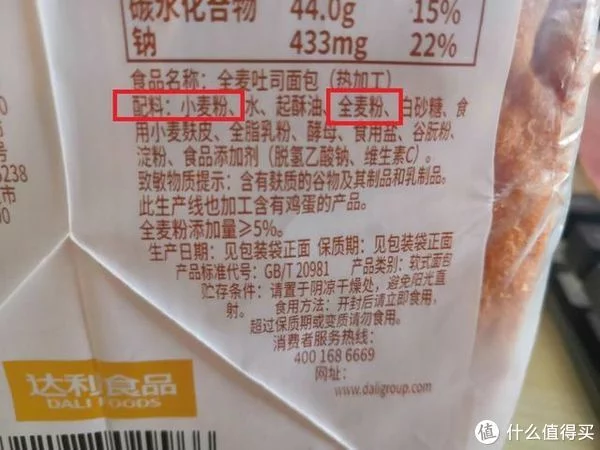 碳水化合物 44.0g 15%
钠 433mg 22%
食品名称：全麦吐司面包（热加工）
配料：小麦粉、水、起酥油、全麦粉、白砂糖、食
用小麦麸皮、全脂乳粉、酵母、食用盐、谷朊粉、
淀粉、食品添加剂（脱氢乙酸钠、维生素C）。
致敏物质提示：含有麸质的谷物及其制品和乳制品。
此生产线也加工含有鸡蛋的产品。
全麦粉添加量≥5%。
生产日期：见包装袋正面 保质期：见包装袋正面
产品标准代号：GB/T 20981 产品类别：软式面包
贮存条件：请置于阴凉干燥处，避免阳光直
射。 食用方法：开封后请立即食用，
超过保质期或变质请勿食用。
消费者服务热线：
400 168 6669
网址：
www.daligroup.com
达利食品
DALI FOODS
值 什么值得买